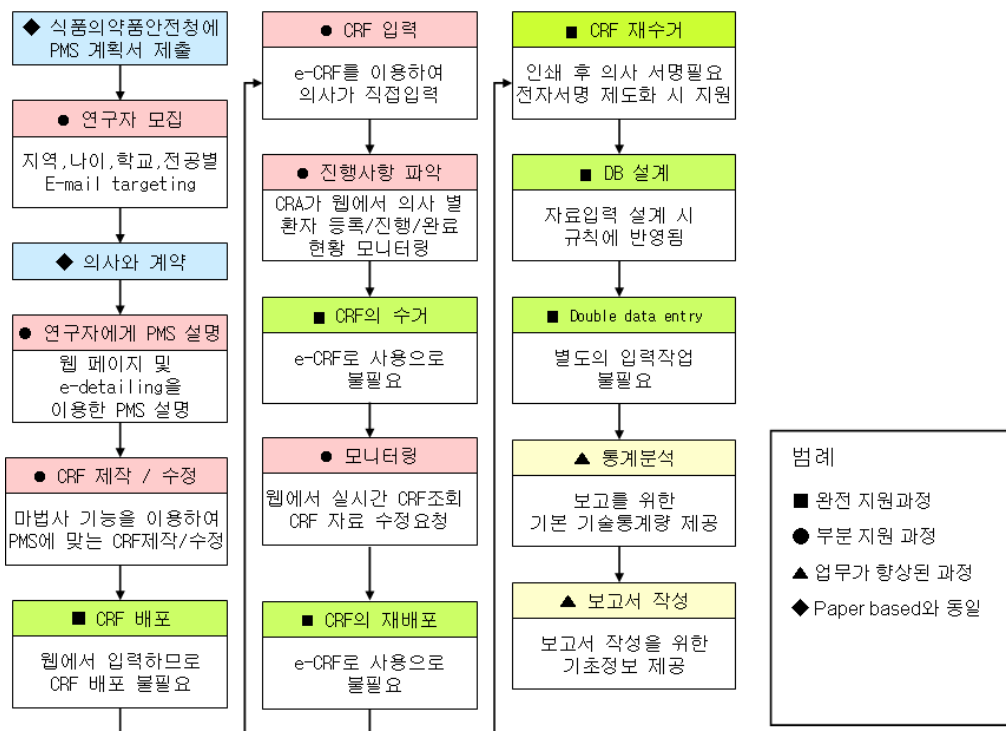 ◆ 식품의약품안전청에
PMS 계획서 제출
● 연구자 모집
지역,나이,학교,전공별
E-mail targeting
◆ 의사와 계약
● 연구자에게 PMS 설명
웹 페이지 및
e-detailing을
이용한 PMS 설명
● CRF 제작 / 수정
마법사 기능을 이용하여
PMS에 맞는 CRF제작/수정
■ CRF 배포
웹에서 입력하므로
CRF 배포 불필요
● CRF 입력
e-CRF를 이용하여
의사가 직접입력
● 진행사항 파악
CRA가 웹에서 의사 별
환자 등록/진행/완료
현황 모니터링
■ CRF의 수거
e-CRF로 사용으로
불필요
● 모니터링
웹에서 실시간 CRF조회
CRF 자료 수정요청
■ CRF의 재배포
e-CRF로 사용으로
불필요
■ CRF 재수거
인쇄 후 의사 서명필요
전자서명 제도화 시 지원
■ DB 설계
자료입력 설계 시
규칙에 반영됨
■ Double data entry
별도의 입력작업
불필요
▲ 통계분석
보고를 위한
기본 기술통계량 제공
▲ 보고서 작성
보고서 작성을 위한
기초정보 제공
범례
■ 완전 지원과정
● 부분 지원 과정
▲ 업무가 향상된 과정
◆ Paper based와 동일